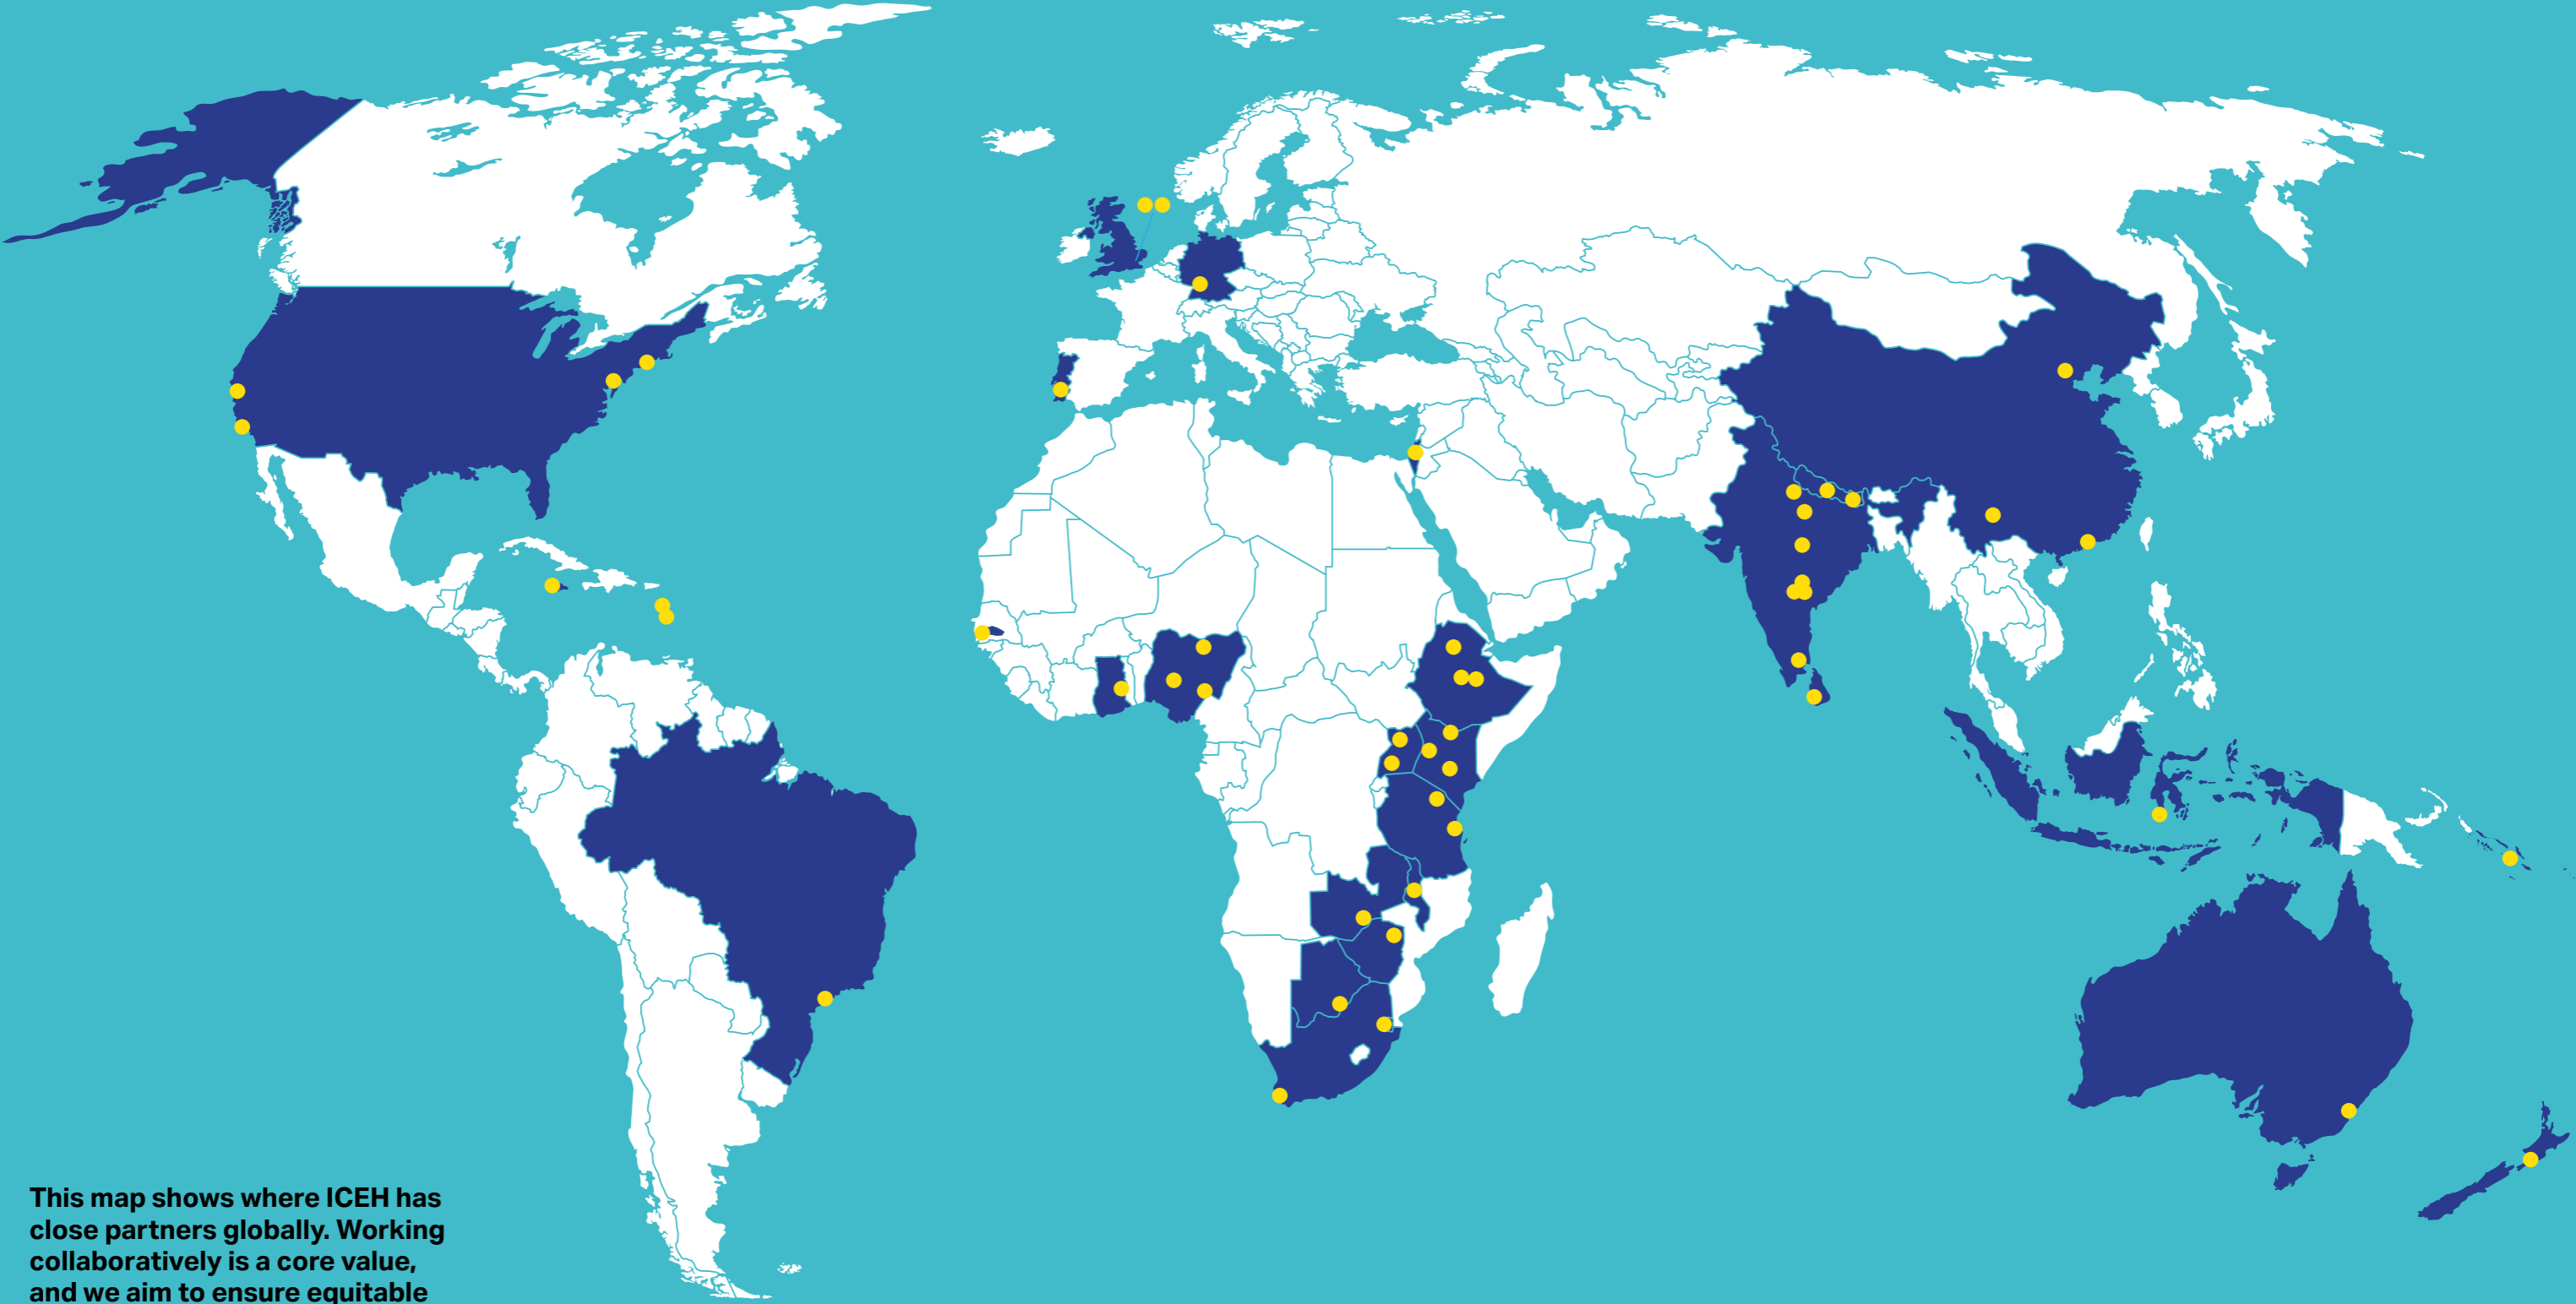 This map shows where ICEH has
close partners globally. Working
collaboratively is a core value,
and we aim to ensure equitable